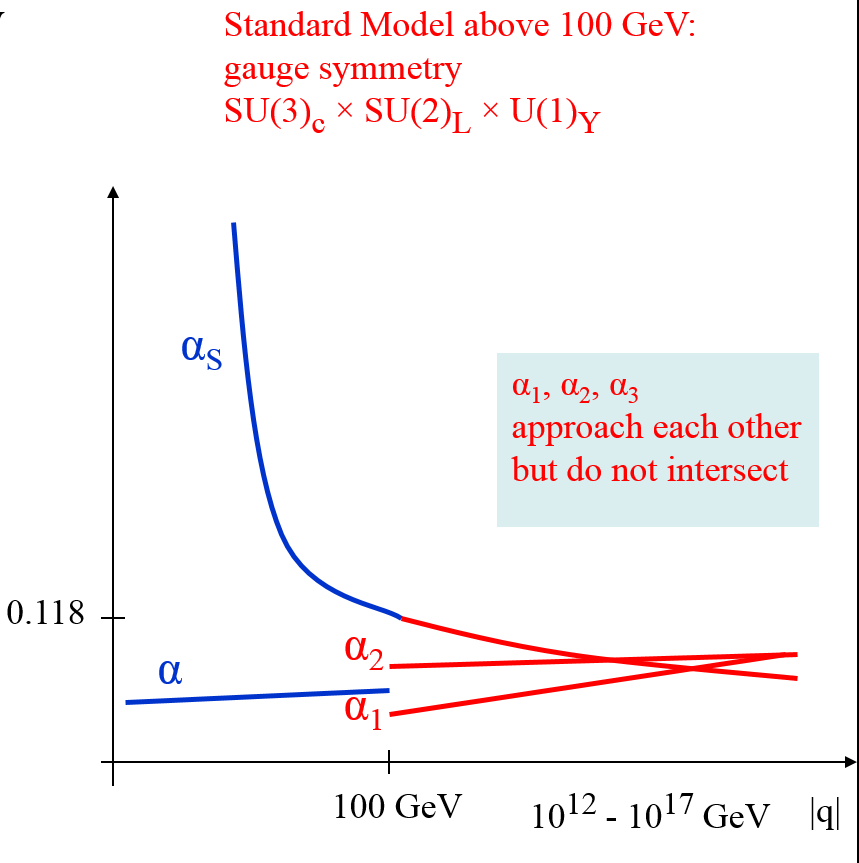 Standard Model above 100 GeV:
gauge symmetry
SU(3)c × SU(2)L × U(1)Y
αS
α1, α2, α3
approach each other
but do not intersect
0.118
α2
α
α1
100 GeV
10^12 - 10^17 GeV
|q|